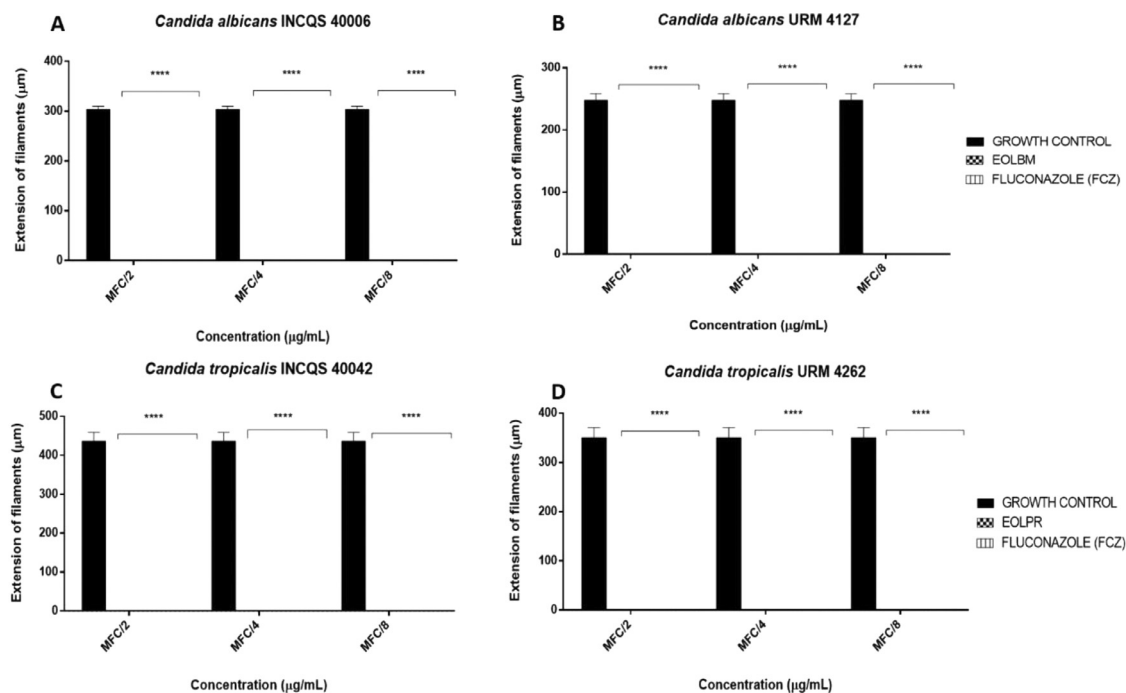 A
Candida albicans INCQS 40006
Extension of filaments (μm)
400
300
200
100
0
****
****
****
MFC/2
MFC/4
MFC/8
Concentration (μg/mL)
B
Candida albicans URM 4127
Extension of filaments (μm)
300
200
100
0
****
****
****
MFC/2
MFC/4
MFC/8
Concentration (μg/mL)
GROWTH CONTROL
EOLBM
FLUCONAZOLE (FCZ)
C
Candida tropicalis INCQS 40042
Extension of filaments (μm)
500
400
300
200
100
0
****
****
****
MFC/2
MFC/4
MFC/8
Concentration (μg/mL)
D
Candida tropicalis URM 4262
Extension of filaments (μm)
400
300
200
100
0
****
****
****
MFC/2
MFC/4
MFC/8
Concentration (μg/mL)
GROWTH CONTROL
EOLPR
FLUCONAZOLE (FCZ)